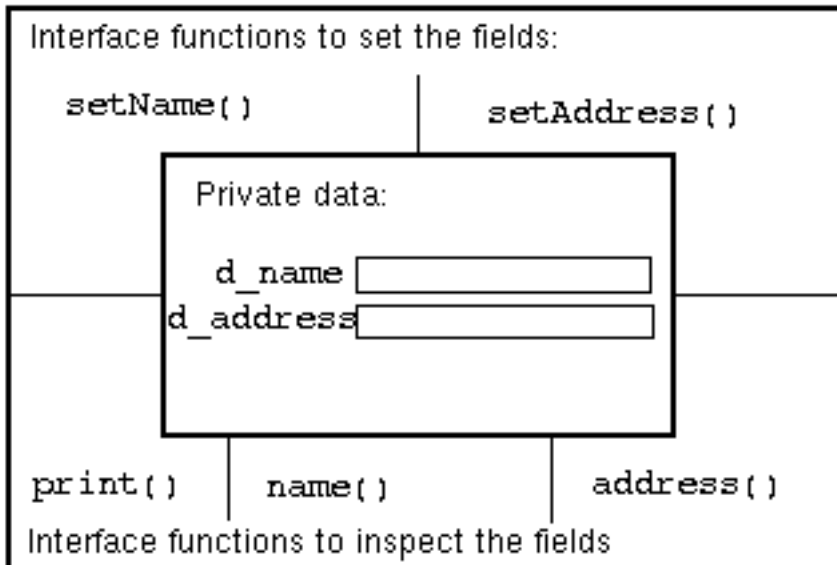 Interface functions to set the fields:
setName()
setAddress()
Private data:
d_name
d_address
print()
name()
address()
Interface functions to inspect the fields